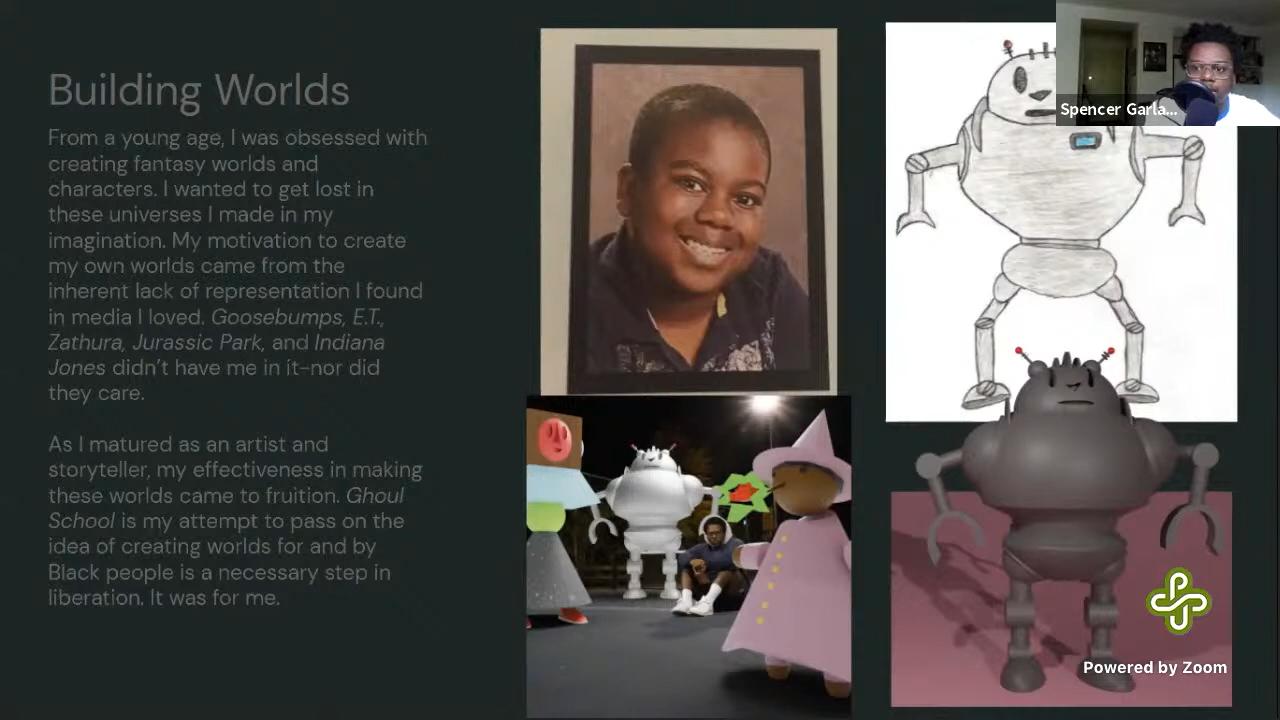 Building Worlds
From a young age, I was obsessed with
creating fantasy worlds and
characters. I wanted to get lost in
these universes I made in my
imagination. My motivation to create
my own worlds came from the
inherent lack of representation I found
in media I loved. Goosebumps, E.T.,
Zathura, Jurassic Park, and Indiana
Jones didn't have me in it–nor did
they care.
As I matured as an artist and
storyteller, my effectiveness in making
these worlds came to fruition. Ghoul
School is my attempt to pass on the
idea of creating worlds for and by
Black people is a necessary step in
liberation. It was for me.
Spencer Garla...
Powered by Zoom